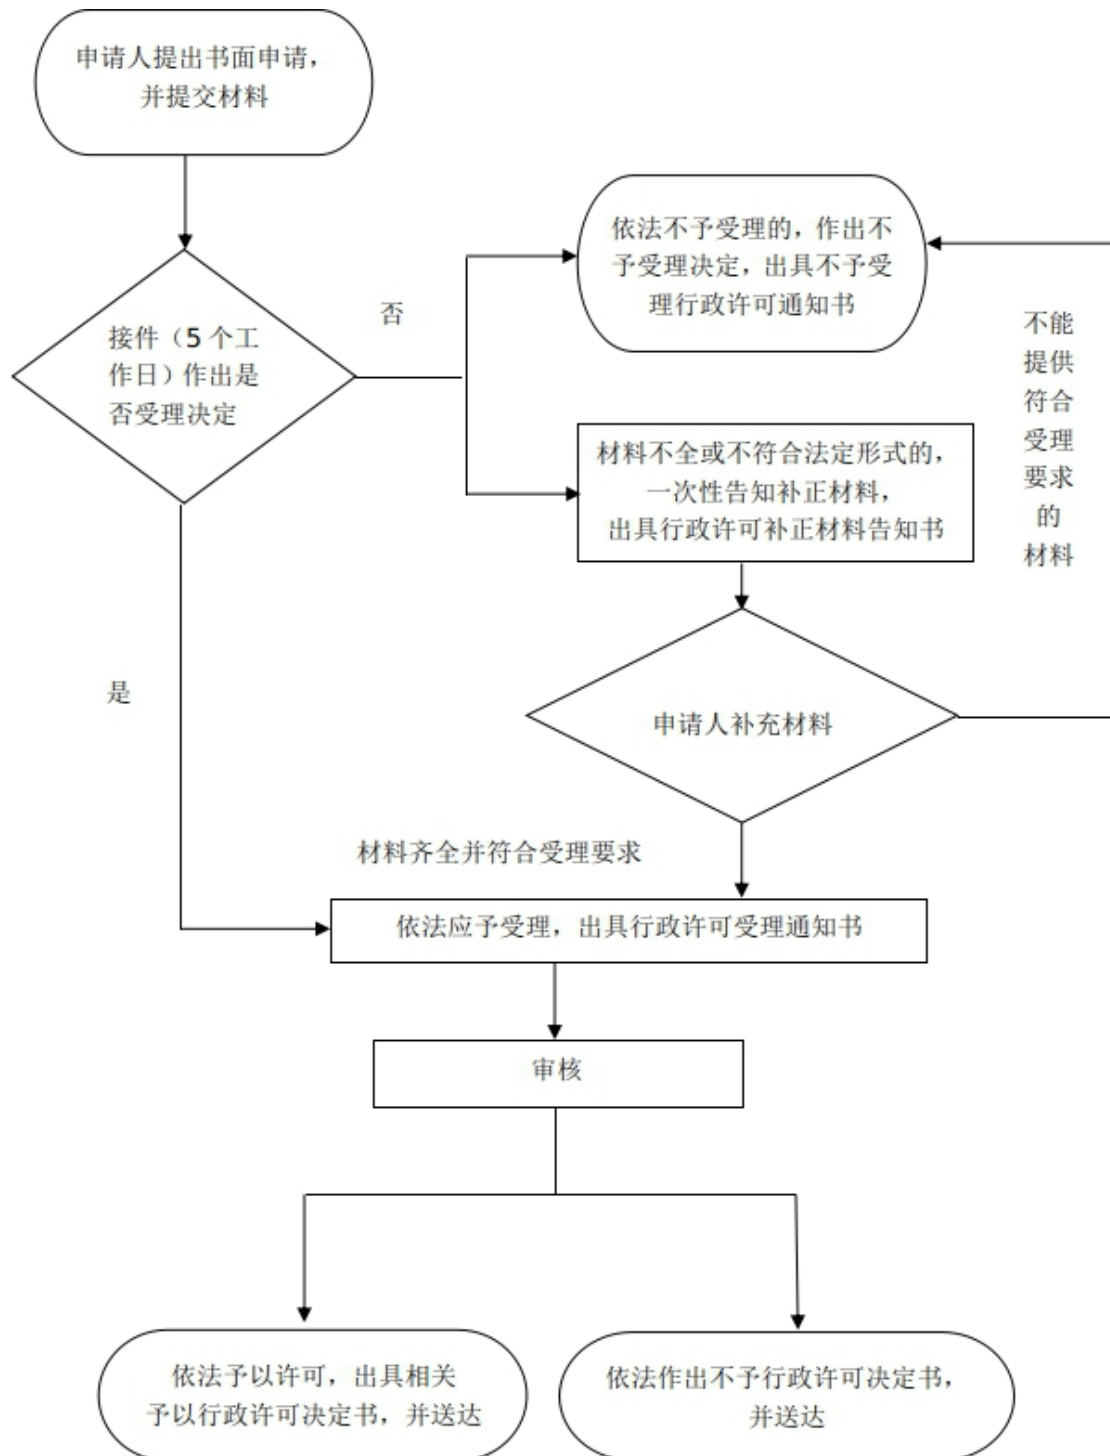 申请人提出书面申请，
并提交材料
依法不予受理的，作出不
予受理决定，出具不予受
理行政许可通知书
否
接件（5 个工
作日）作出是
否受理决定
不能
提供
符合
受理
要求
的
材料
材料不全或不符合法定形式的，
一次性告知补正材料，
出具行政许可补正材料告知书
是
申请人补充材料
材料齐全并符合受理要求
依法应予受理，出具行政许可受理通知书
审核
依法予以许可，出具相关
予以行政许可决定书，并送达
依法作出不予行政许可决定书，
并送达